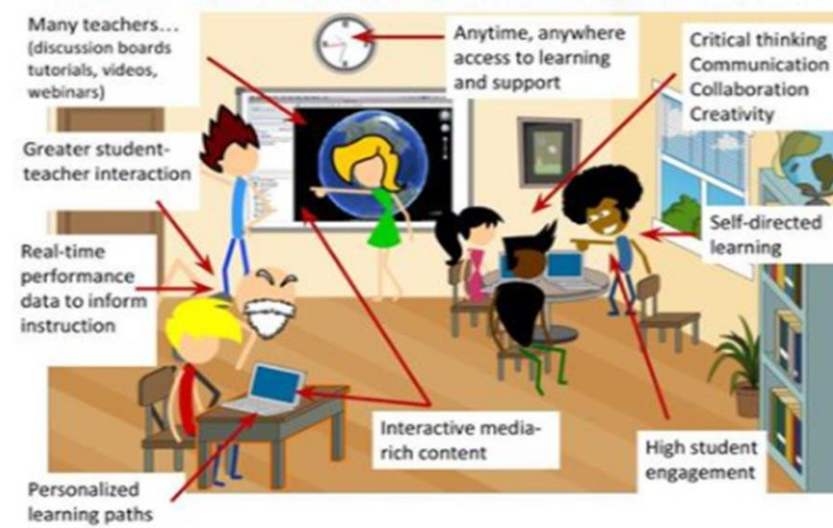 Many teachers...
(discussion boards
tutorials, videos,
webinars)
Anytime, anywhere
access to learning
and support
Critical thinking
Communication
Collaboration
Creativity
Greater student-
teacher interaction
Self-directed
learning
Real-time
performance
data to inform
instruction
Interactive media-
rich content
High student
engagement
Personalized
learning paths